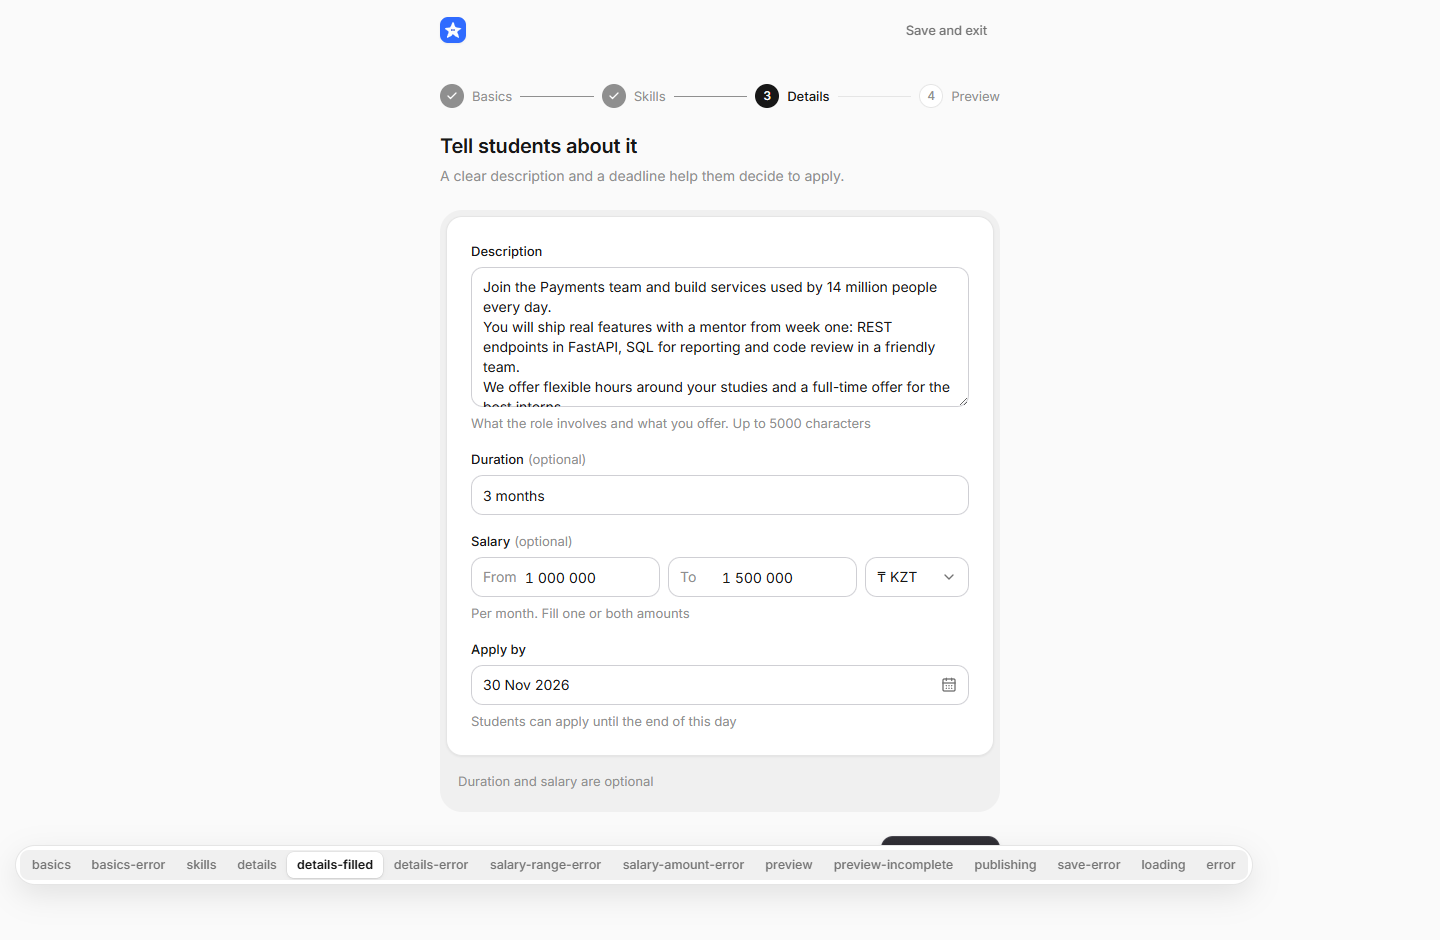 Save and exit
Basics
Skills
3 Details
4 Preview
Tell students about it
A clear description and a deadline help them decide to apply.
Description
Join the Payments team and build services used by 14 million people
every day.
You will ship real features with a mentor from week one: REST
endpoints in FastAPI, SQL for reporting and code review in a friendly
team.
We offer flexible hours around your studies and a full-time offer for the
best interns
What the role involves and what you offer. Up to 5000 characters
Duration (optional)
3 months
Salary (optional)
From 1 000 000
To 1 500 000
₸ KZT
Per month. Fill one or both amounts
Apply by
30 Nov 2026
Students can apply until the end of this day
Duration and salary are optional
basics basics-error skills details details-filled details-error salary-range-error salary-amount-error preview preview-incomplete publishing save-error loading error